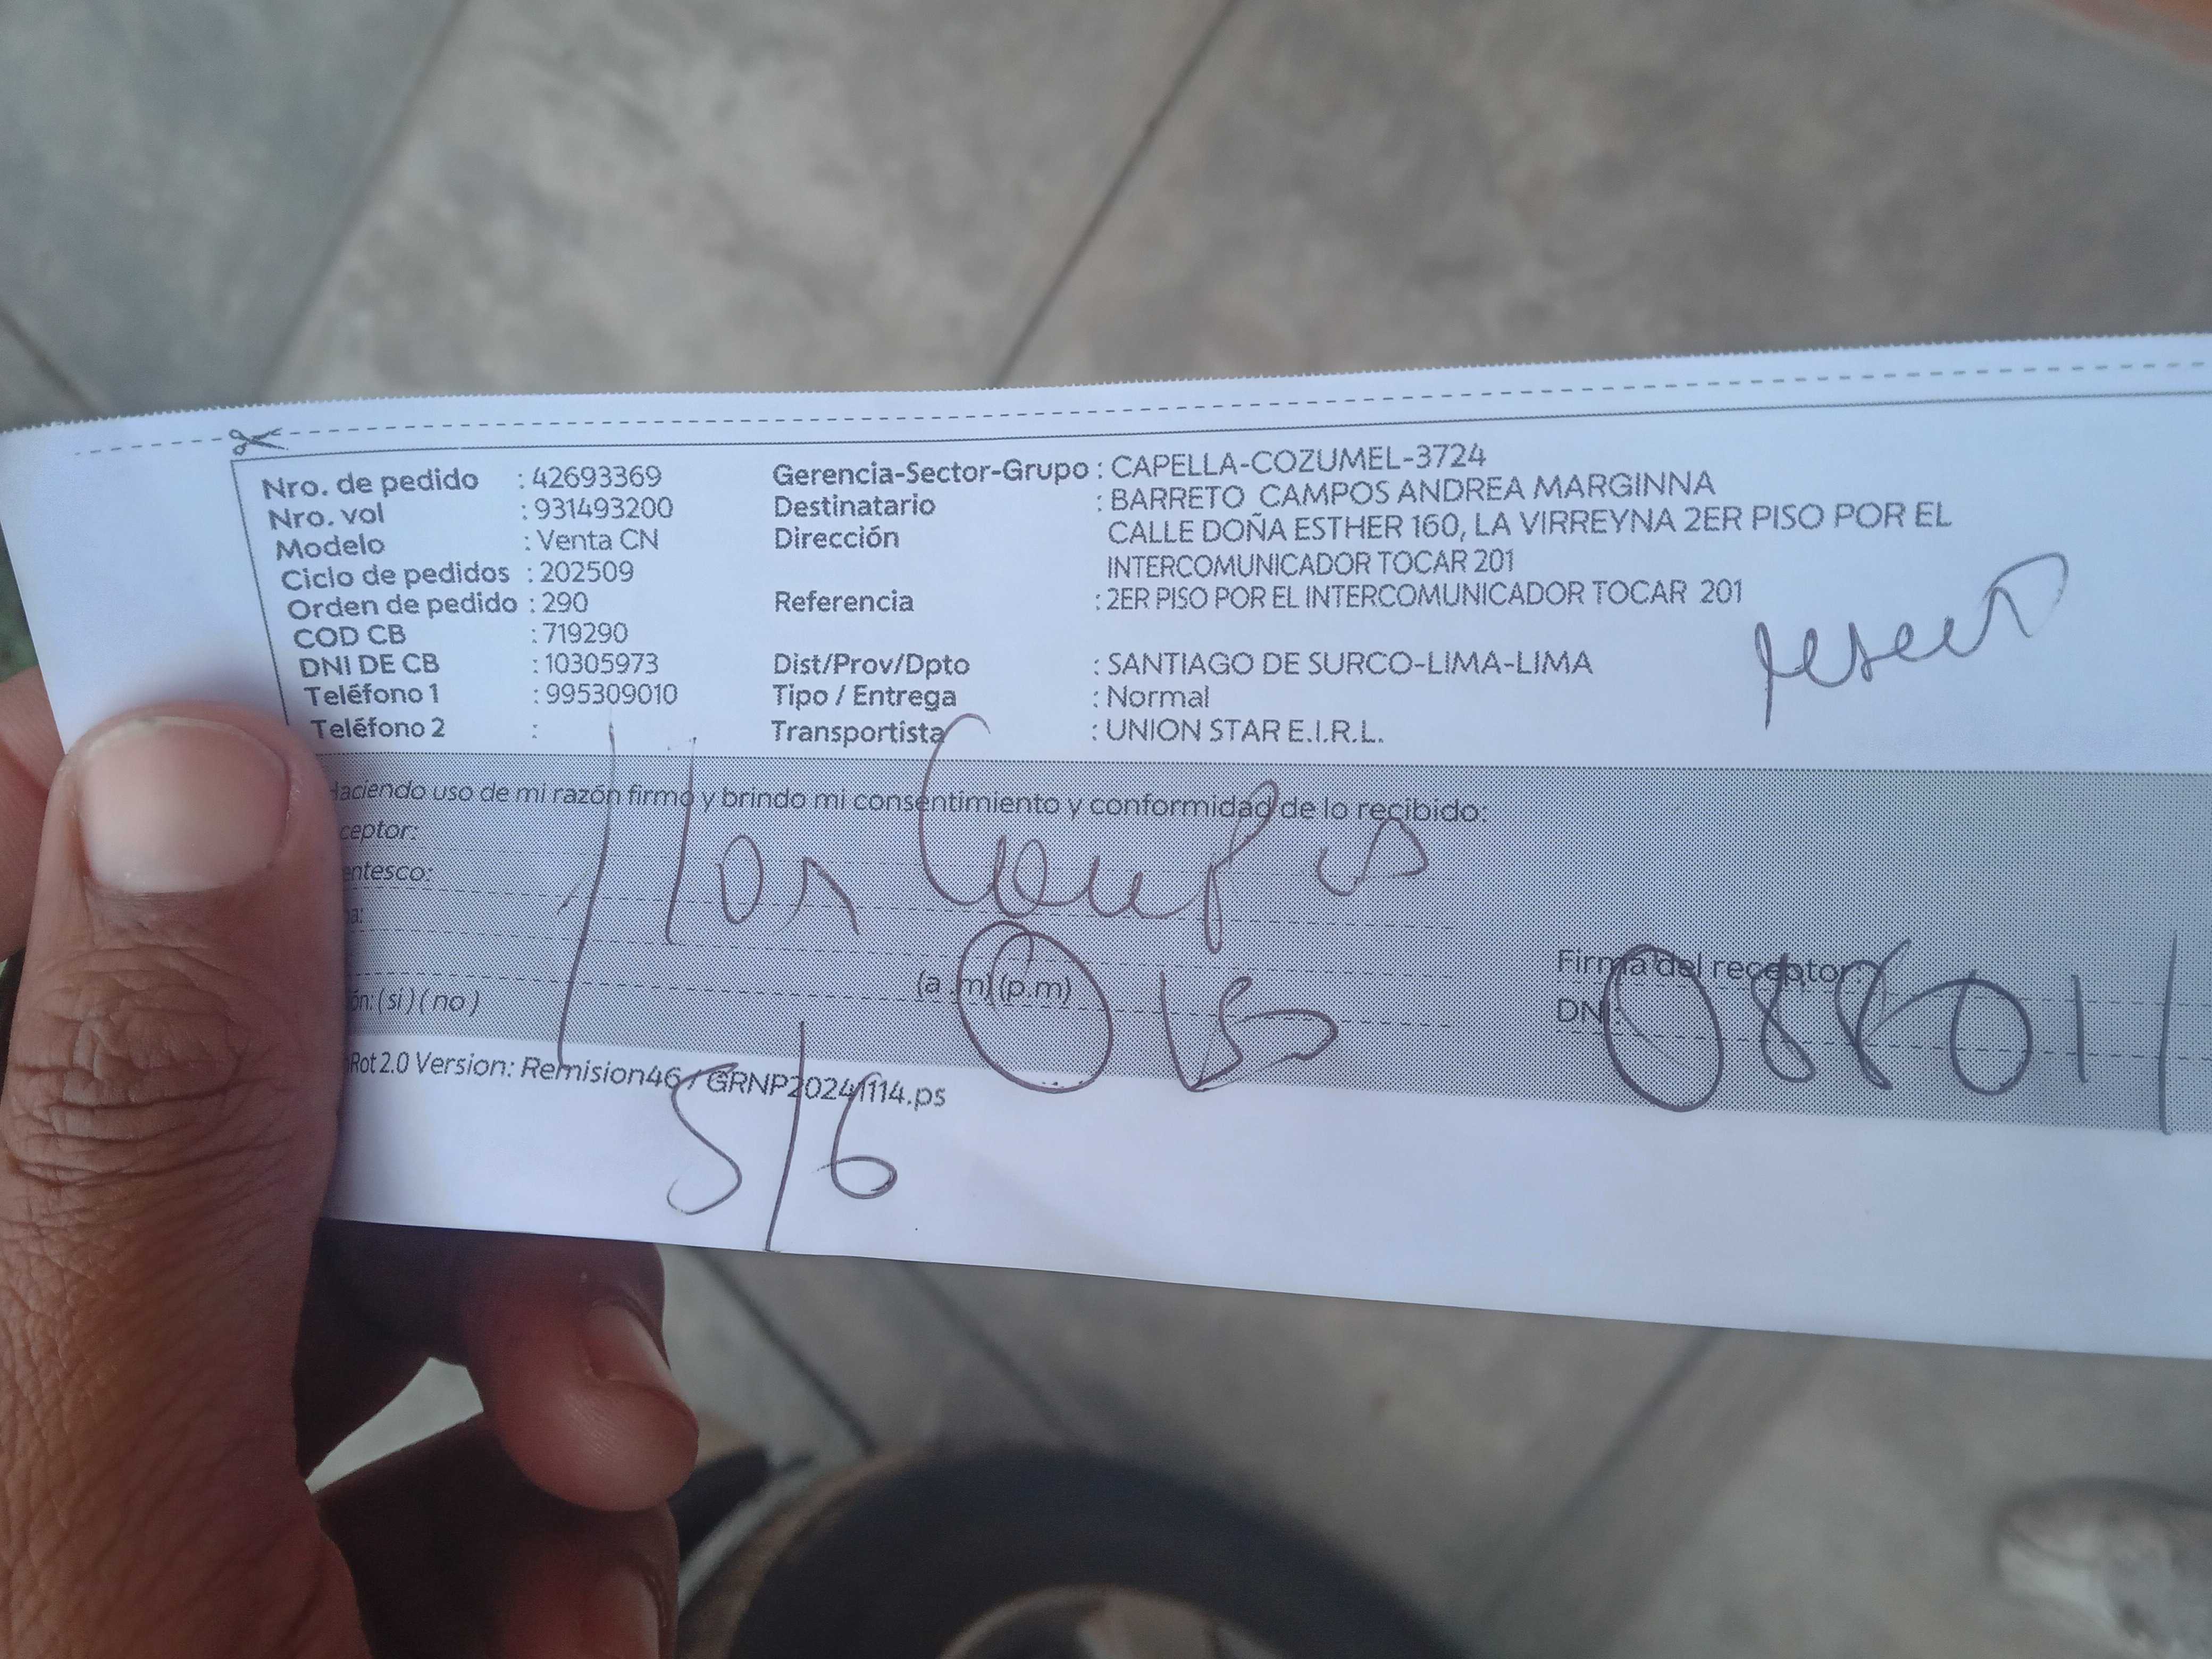 Nro. de pedido : 42693369
Nro. vol : 931493200
Modelo : Venta CN
Ciclo de pedidos : 202509
Orden de pedido : 290
COD CB : 719290
DNI DE CB : 10305973
Teléfono 1 : 995309010
Teléfono 2 :
Gerencia-Sector-Grupo : CAPELLA-COZUMEL-3724
Destinatario : BARRETO CAMPOS ANDREA MARGINNA
Dirección CALLE DOÑA ESTHER 160, LA VIRREYNA 2ER PISO POR EL
INTERCOMUNICADOR TOCAR 201
Referencia : 2ER PISO POR EL INTERCOMUNICADOR TOCAR 201
Dist/Prov/Dpto : SANTIAGO DE SURCO-LIMA-LIMA
Tipo / Entrega : Normal
Transportista : UNION STAR E.I.R.L.
Haciendo uso de mi razón firmo y brindo mi consentimiento y conformidad de lo recibido:
ceptor:
entesco:
a:
(a .m) (p.m)
ón: (si) (no)
Firma del receptor
DNI: 088011
Rot 2.0 Version: Remision46 / GRNP20241114.ps
5/6